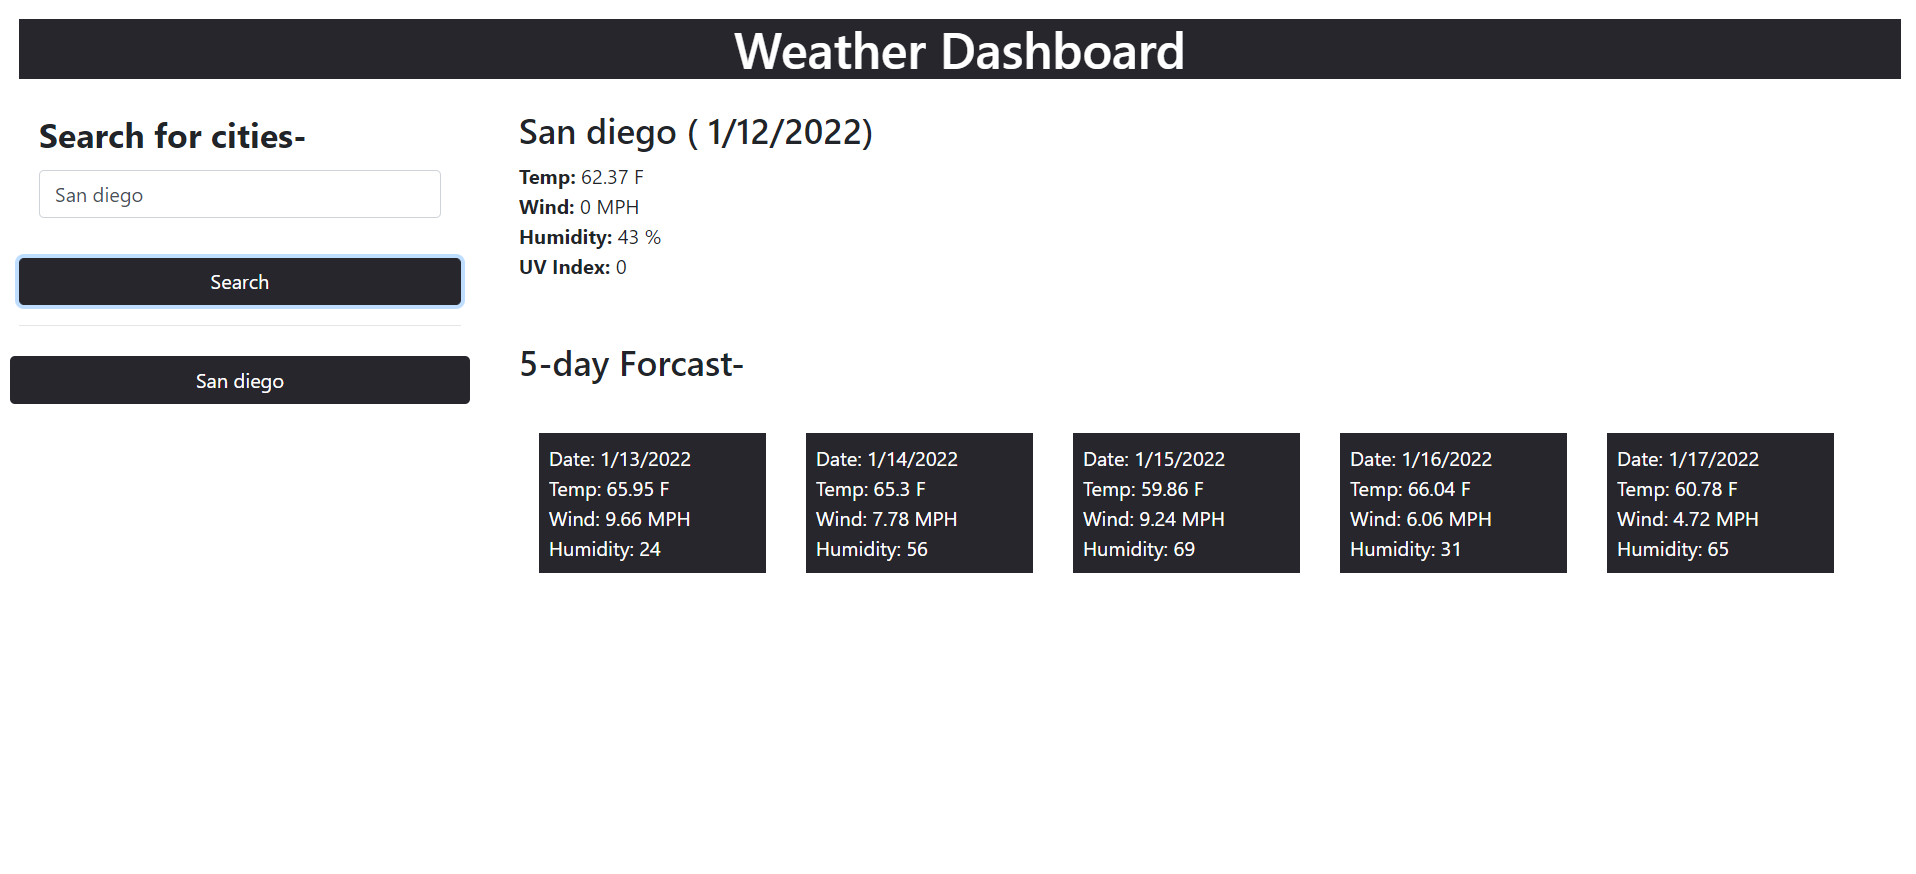 Weather Dashboard
Search for cities-
San diego
Search
San diego
San diego ( 1/12/2022)
Temp: 62.37 F
Wind: 0 MPH
Humidity: 43 %
UV Index: 0
5-day Forcast-
Date: 1/13/2022
Temp: 65.95 F
Wind: 9.66 MPH
Humidity: 24
Date: 1/14/2022
Temp: 65.3 F
Wind: 7.78 MPH
Humidity: 56
Date: 1/15/2022
Temp: 59.86 F
Wind: 9.24 MPH
Humidity: 69
Date: 1/16/2022
Temp: 66.04 F
Wind: 6.06 MPH
Humidity: 31
Date: 1/17/2022
Temp: 60.78 F
Wind: 4.72 MPH
Humidity: 65